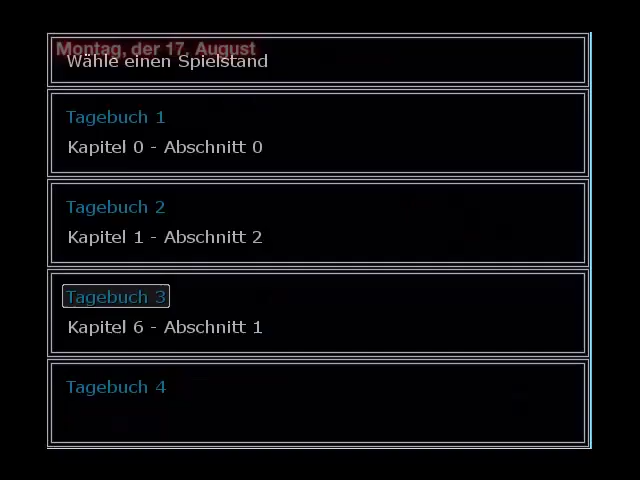 Montag, der 17. August
Wähle einen Spielstand
Tagebuch 1
Kapitel 0 - Abschnitt 0
Tagebuch 2
Kapitel 1 - Abschnitt 2
Tagebuch 3
Kapitel 6 - Abschnitt 1
Tagebuch 4